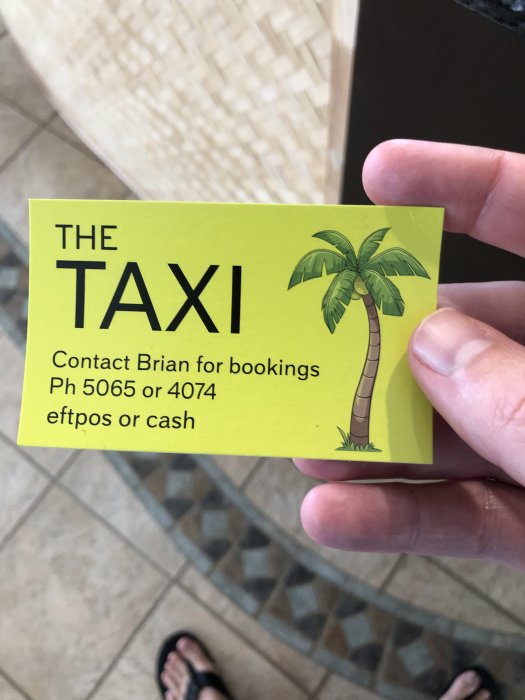 THE
TAXI
Contact Brian for bookings
Ph 5065 or 4074
eftpos or cash